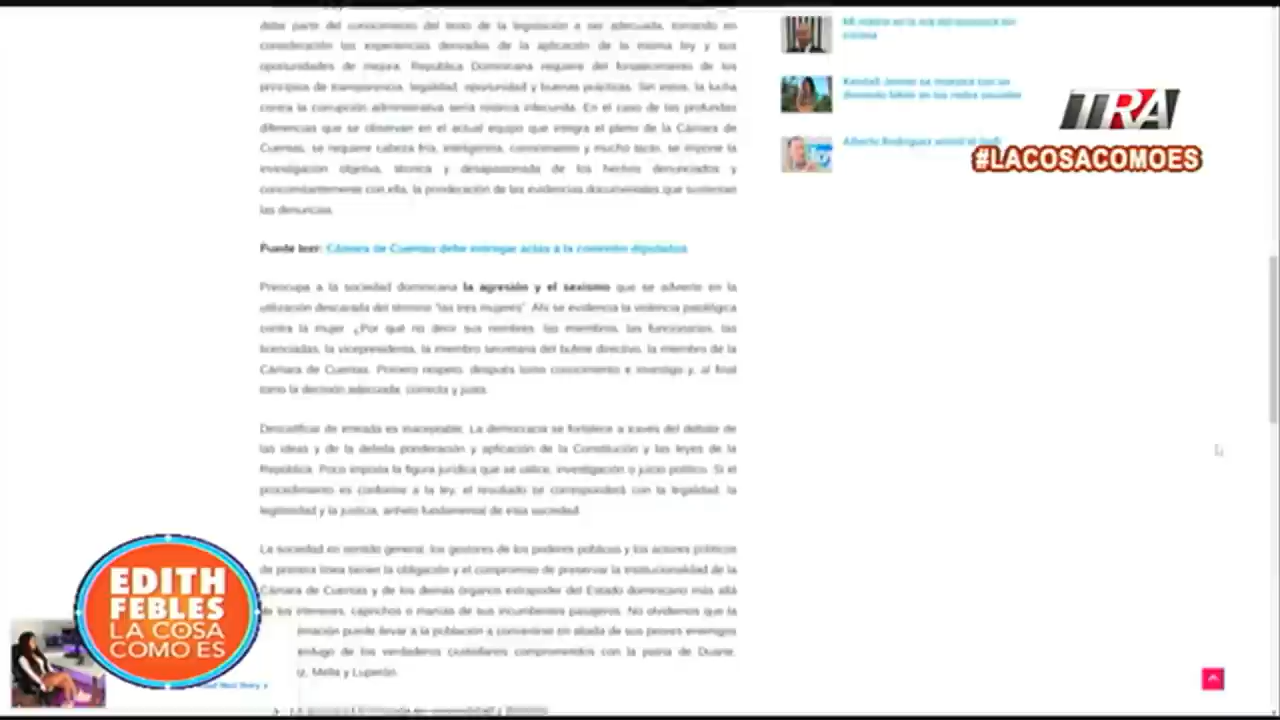 debe partir del conocimiento del texto de la legislación a ser adecuada, tomando en
consideración las experiencias derivadas de la aplicación de la misma ley y sus
oportunidades de mejora. República Dominicana requiere del fortalecimiento de los
principios de transparencia, legalidad, oportunidad y buenas prácticas. Sin estos, la lucha
contra la corrupción administrativa sería retórica infecunda. En el caso de las profundas
diferencias que se observan en el actual equipo que integra el pleno de la Cámara de
Cuentas, se requiere cabeza fría, inteligencia, conocimiento y mucho tacto, se impone la
investigación objetiva, técnica y desapasionada de los hechos denunciados y
concomitantemente con ella, la ponderación de las evidencias documentales que sustentan
las denuncias.
Puede leer: Cámara de Cuentas debe entregar actas a la comisión diputados
Preocupa a la sociedad dominicana la agresión y el sexismo que se advierte en la
utilización descarada del término "las tres mujeres". Ahí se evidencia la violencia patológica
contra la mujer ¿Por qué no decir sus nombres, las miembros, las funcionarias, las
licenciadas, la vicepresidenta, la miembro secretaria del bufete directivo, la miembro de la
Cámara de Cuentas. Primero respeto, después tomo conocimiento e investigo y, al final
tomo la decisión adecuada, correcta y justa.
Descalificar de entrada es inaceptable. La democracia se fortalece a través del debate de
las ideas y de la debida ponderación y aplicación de la Constitución y las leyes de la
República. Poco importa la figura jurídica que se utilice, investigación o juicio político. Si el
procedimiento es conforme a la ley, el resultado se corresponderá con la legalidad, la
legitimidad y la justicia, anhelo fundamental de esta sociedad.
La sociedad en sentido general, los gestores de los poderes públicos y los actores políticos
de primera línea tienen la obligación y el compromiso de preservar la institucionalidad de la
Cámara de Cuentas y de los demás órganos extrapoder del Estado dominicano más allá
de los intereses, caprichos o manías de sus incumbentes pasajeros. No olvidemos que la
puede llevar a la población a convertirse en aliada de sus peores enemigos
de los verdaderos ciudadanos comprometidos con la patria de Duarte,
Mella y Luperón.
Kendall Jenner se muestra con un
desnudo en las redes sociales
Alberto Rodríguez
TRA
#LACOSACOMOES
EDITH
FEBLES
LA COSA
COMO ES
Next Story